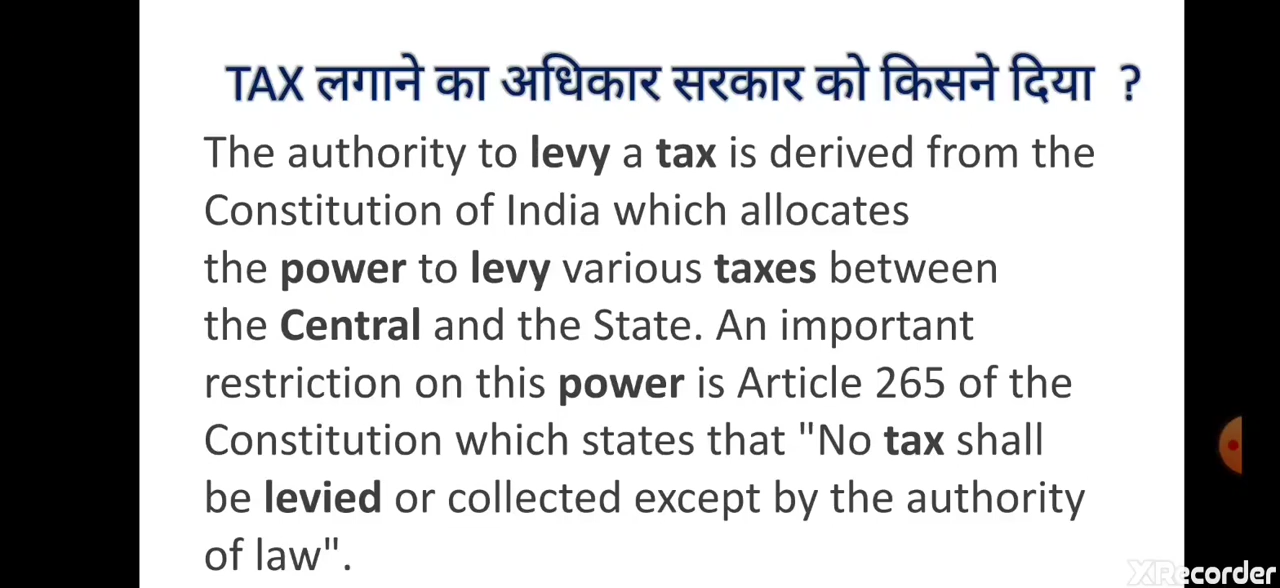 TAX लगाने का अधिकार सरकार को किसने दिया ?
The authority to levy a tax is derived from the
Constitution of India which allocates
the power to levy various taxes between
the Central and the State. An important
restriction on this power is Article 265 of the
Constitution which states that "No tax shall
be levied or collected except by the authority
of law".
XRecorder